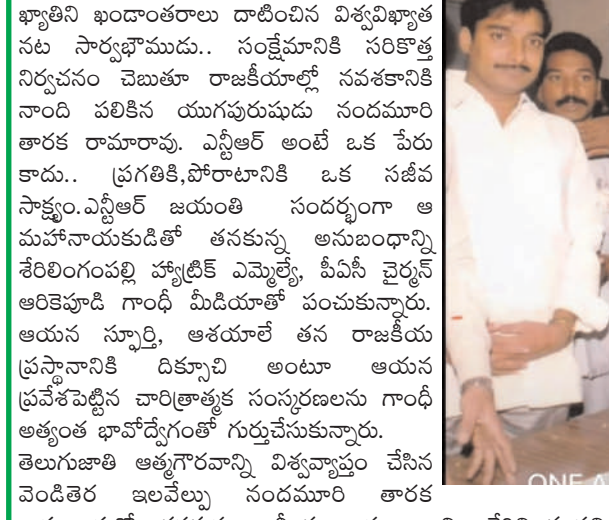 ఖ్యాతిని ఖండాంతరాలు దాటించిన విశ్వవిఖ్యాత
నట సార్వభౌముడు.. సంక్షేమానికి సరికొత్త
నిర్వచనం చెబుతూ రాజకీయాల్లో నవశకానికి
నాంది పలికిన యుగపురుషుడు నందమూరి
తారక రామారావు. ఎన్టీఆర్ అంటే ఒక పేరు
కాదు.. ప్రగతికి,పోరాటానికి ఒక సజీవ
సాక్ష్యం.ఎన్టీఆర్ జయంతి సందర్భంగా ఆ
మహానాయకుడితో తనకున్న అనుబంధాన్ని
శేరిలింగంపల్లి హ్యాట్రిక్ ఎమ్మెల్యే, పీఏసీ చైర్మన్
ఆరికెపూడి గాంధీ మీడియాతో పంచుకున్నారు.
ఆయన స్ఫూర్తి, ఆశయాలే తన రాజకీయ
ప్రస్థానానికి దిక్సూచి అంటూ ఆయన
ప్రవేశపెట్టిన చారిత్రాత్మక సంస్కరణలను గాంధీ
అత్యంత భావోద్వేగంతో గుర్తుచేసుకున్నారు.
తెలుగుజాతి ఆత్మగౌరవాన్ని విశ్వవ్యాప్తం చేసిన
వెండితెర ఇలవేల్పు నందమూరి తారక
ONE A